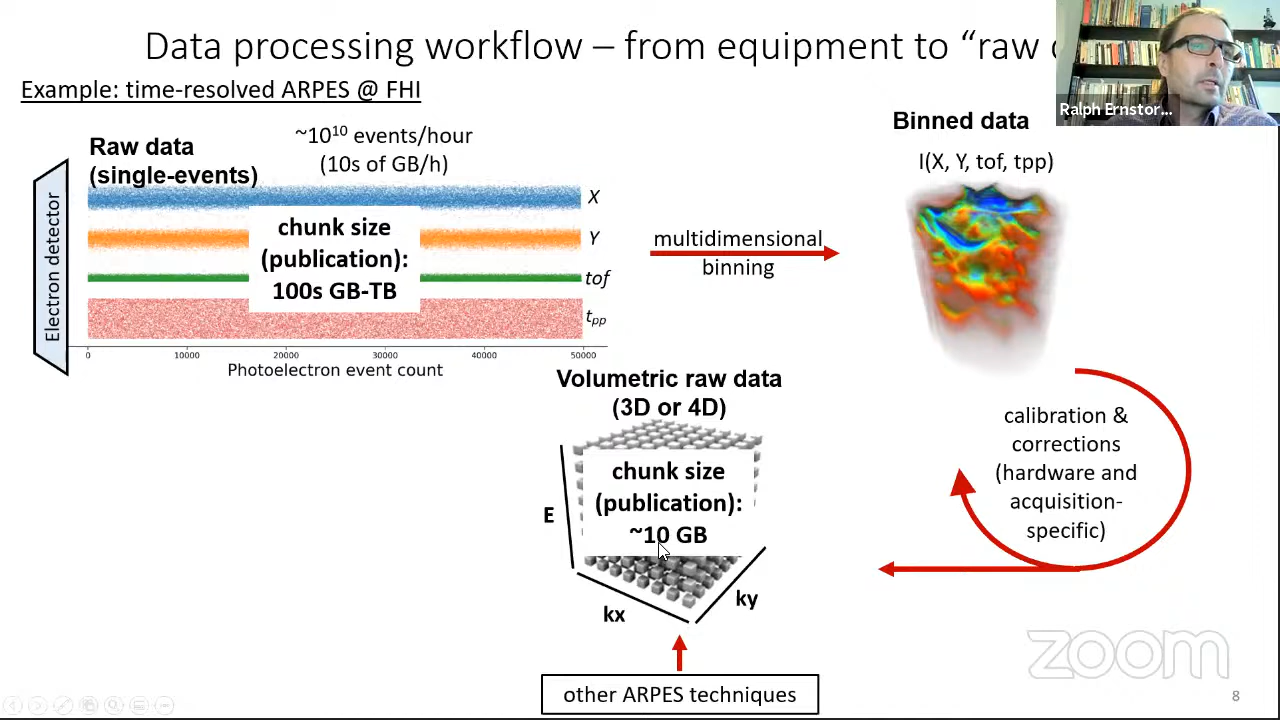 Data processing workflow – from equipment to “raw
Example: time-resolved ARPES @ FHI
Ralph Ernstor...
Raw data
(single-events)
~10¹⁰ events/hour
(10s of GB/h)
Electron detector
X
Y
tof
tpp
chunk size
(publication):
100s GB-TB
0 10000 20000 30000 40000 50000
Photoelectron event count
multidimensional
binning
Binned data
I(X, Y, tof, tpp)
calibration &
corrections
(hardware and
acquisition-
specific)
Volumetric raw data
(3D or 4D)
chunk size
(publication):
~10 GB
E
kx
ky
other ARPES techniques
zoom
8